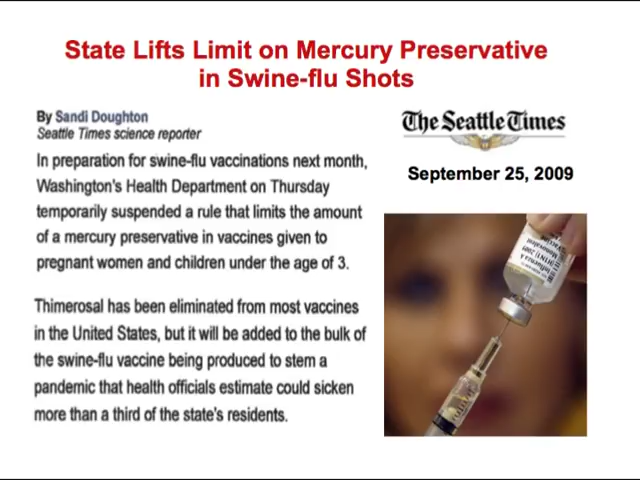 State Lifts Limit on Mercury Preservative
in Swine-flu Shots
By Sandi Doughton
Seattle Times science reporter
In preparation for swine-flu vaccinations next month,
Washington's Health Department on Thursday
temporarily suspended a rule that limits the amount
of a mercury preservative in vaccines given to
pregnant women and children under the age of 3.
Thimerosal has been eliminated from most vaccines
in the United States, but it will be added to the bulk of
the swine-flu vaccine being produced to stem a
pandemic that health officials estimate could sicken
more than a third of the state's residents.
The Seattle Times
September 25, 2009
Influenza A
(H1N1) 2009
Monovalent